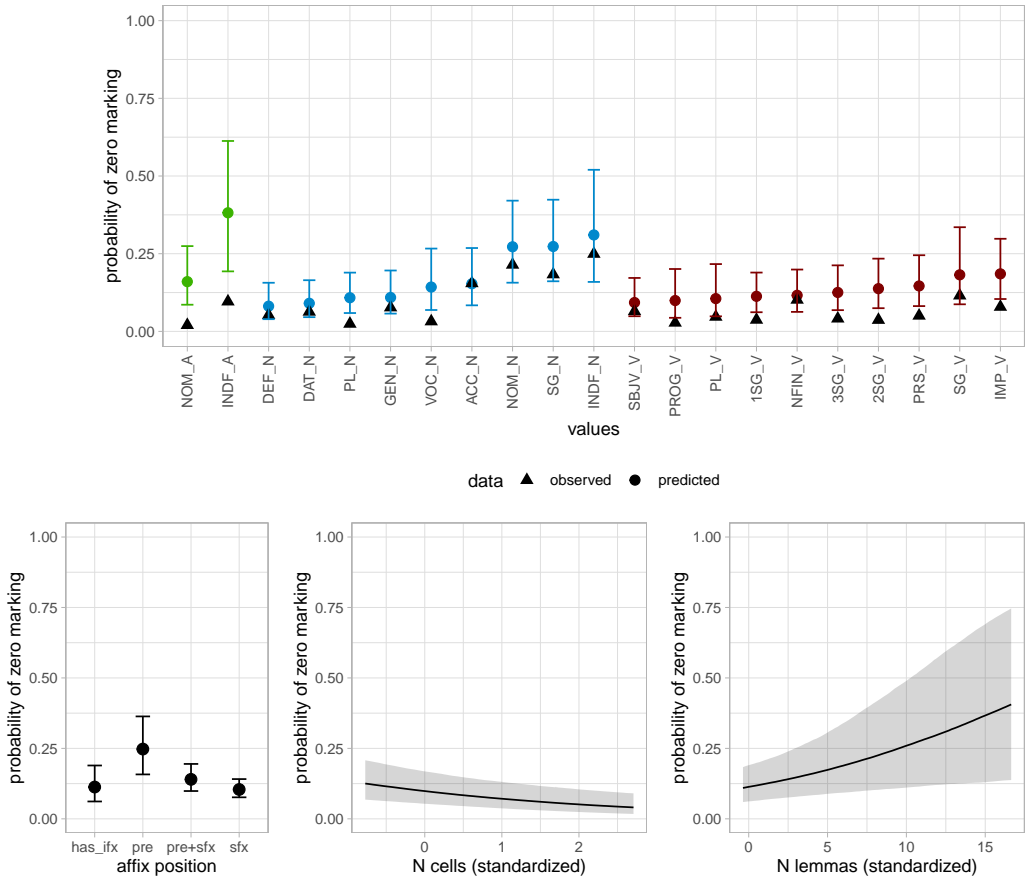 probability of zero marking
1.00
0.75
0.50
0.25
0.00
NOM_A
INDF_A
DEF_N
DAT_N
PL_N
GEN_N
VOC_N
ACC_N
NOM_N
SG_N
INDF_N
SBJV_V
PROG_V
PL_V
1SG_V
NFIN_V
3SG_V
2SG_V
PRS_V
SG_V
IMP_V
values
data observed predicted
probability of zero marking
1.00
0.75
0.50
0.25
0.00
has_ifx pre pre+sfx sfx
affix position
probability of zero marking
1.00
0.75
0.50
0.25
0.00
0 1 2
N cells (standardized)
probability of zero marking
1.00
0.75
0.50
0.25
0.00
0 5 10 15
N lemmas (standardized)